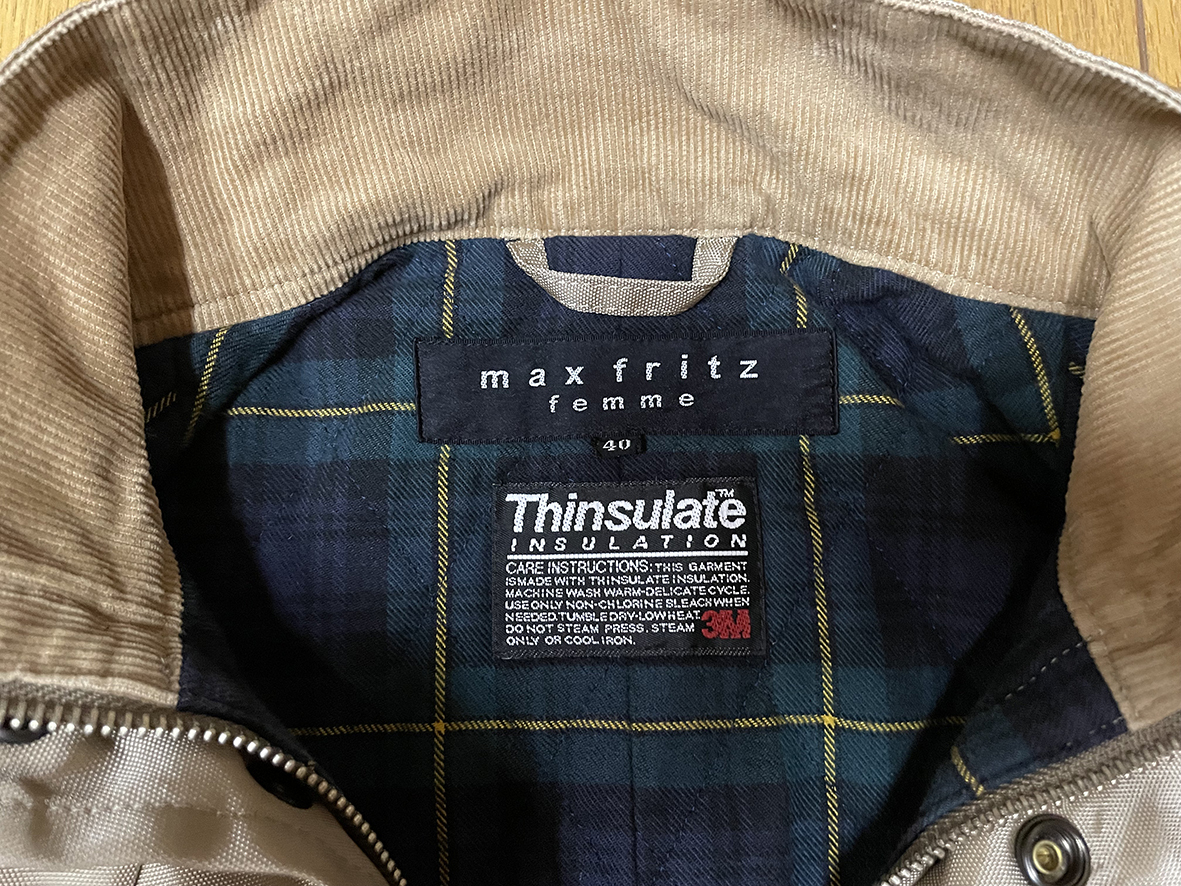 max fritz
femme
40
Thinsulate™
INSULATION
CARE INSTRUCTIONS: THIS GARMENT
IS MADE WITH THINSULATE INSULATION.
MACHINE WASH WARM-DELICATE CYCLE.
USE ONLY NON-CHLORINE BLEACH WHEN
NEEDED. TUMBLE DRY-LOW HEAT.
DO NOT STEAM PRESS. STEAM
ONLY OR COOL IRON.
3M